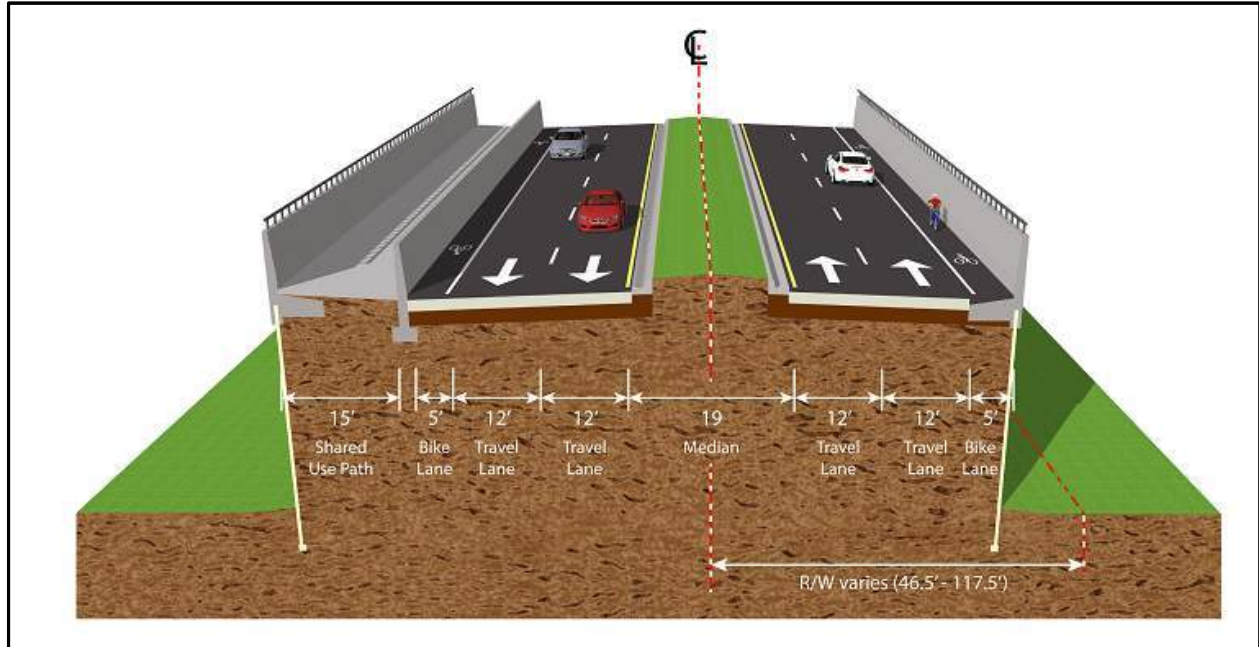 ℄
15' 5' 12' 12' 19 12' 12' 5'
Shared Use Path
Bike Lane
Travel Lane
Travel Lane
Median
Travel Lane
Travel Lane
Bike Lane
R/W varies (46.5' - 117.5')